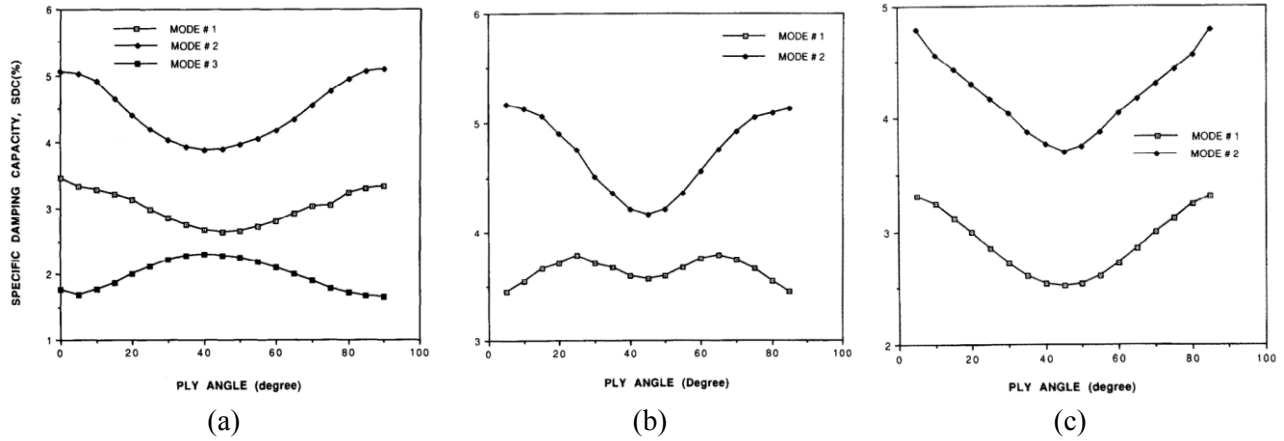 SPECIFIC DAMPING CAPACITY, SDC(%)
6
5
4
3
2
1
MODE # 1
MODE # 2
MODE # 3
0
20
40
60
80
100
PLY ANGLE (degree)
(a)
6
5
4
3
MODE # 1
MODE # 2
0
20
40
60
80
100
PLY ANGLE (Degree)
(b)
5
4
3
2
MODE # 1
MODE # 2
0
20
40
60
80
100
PLY ANGLE (degree)
(c)